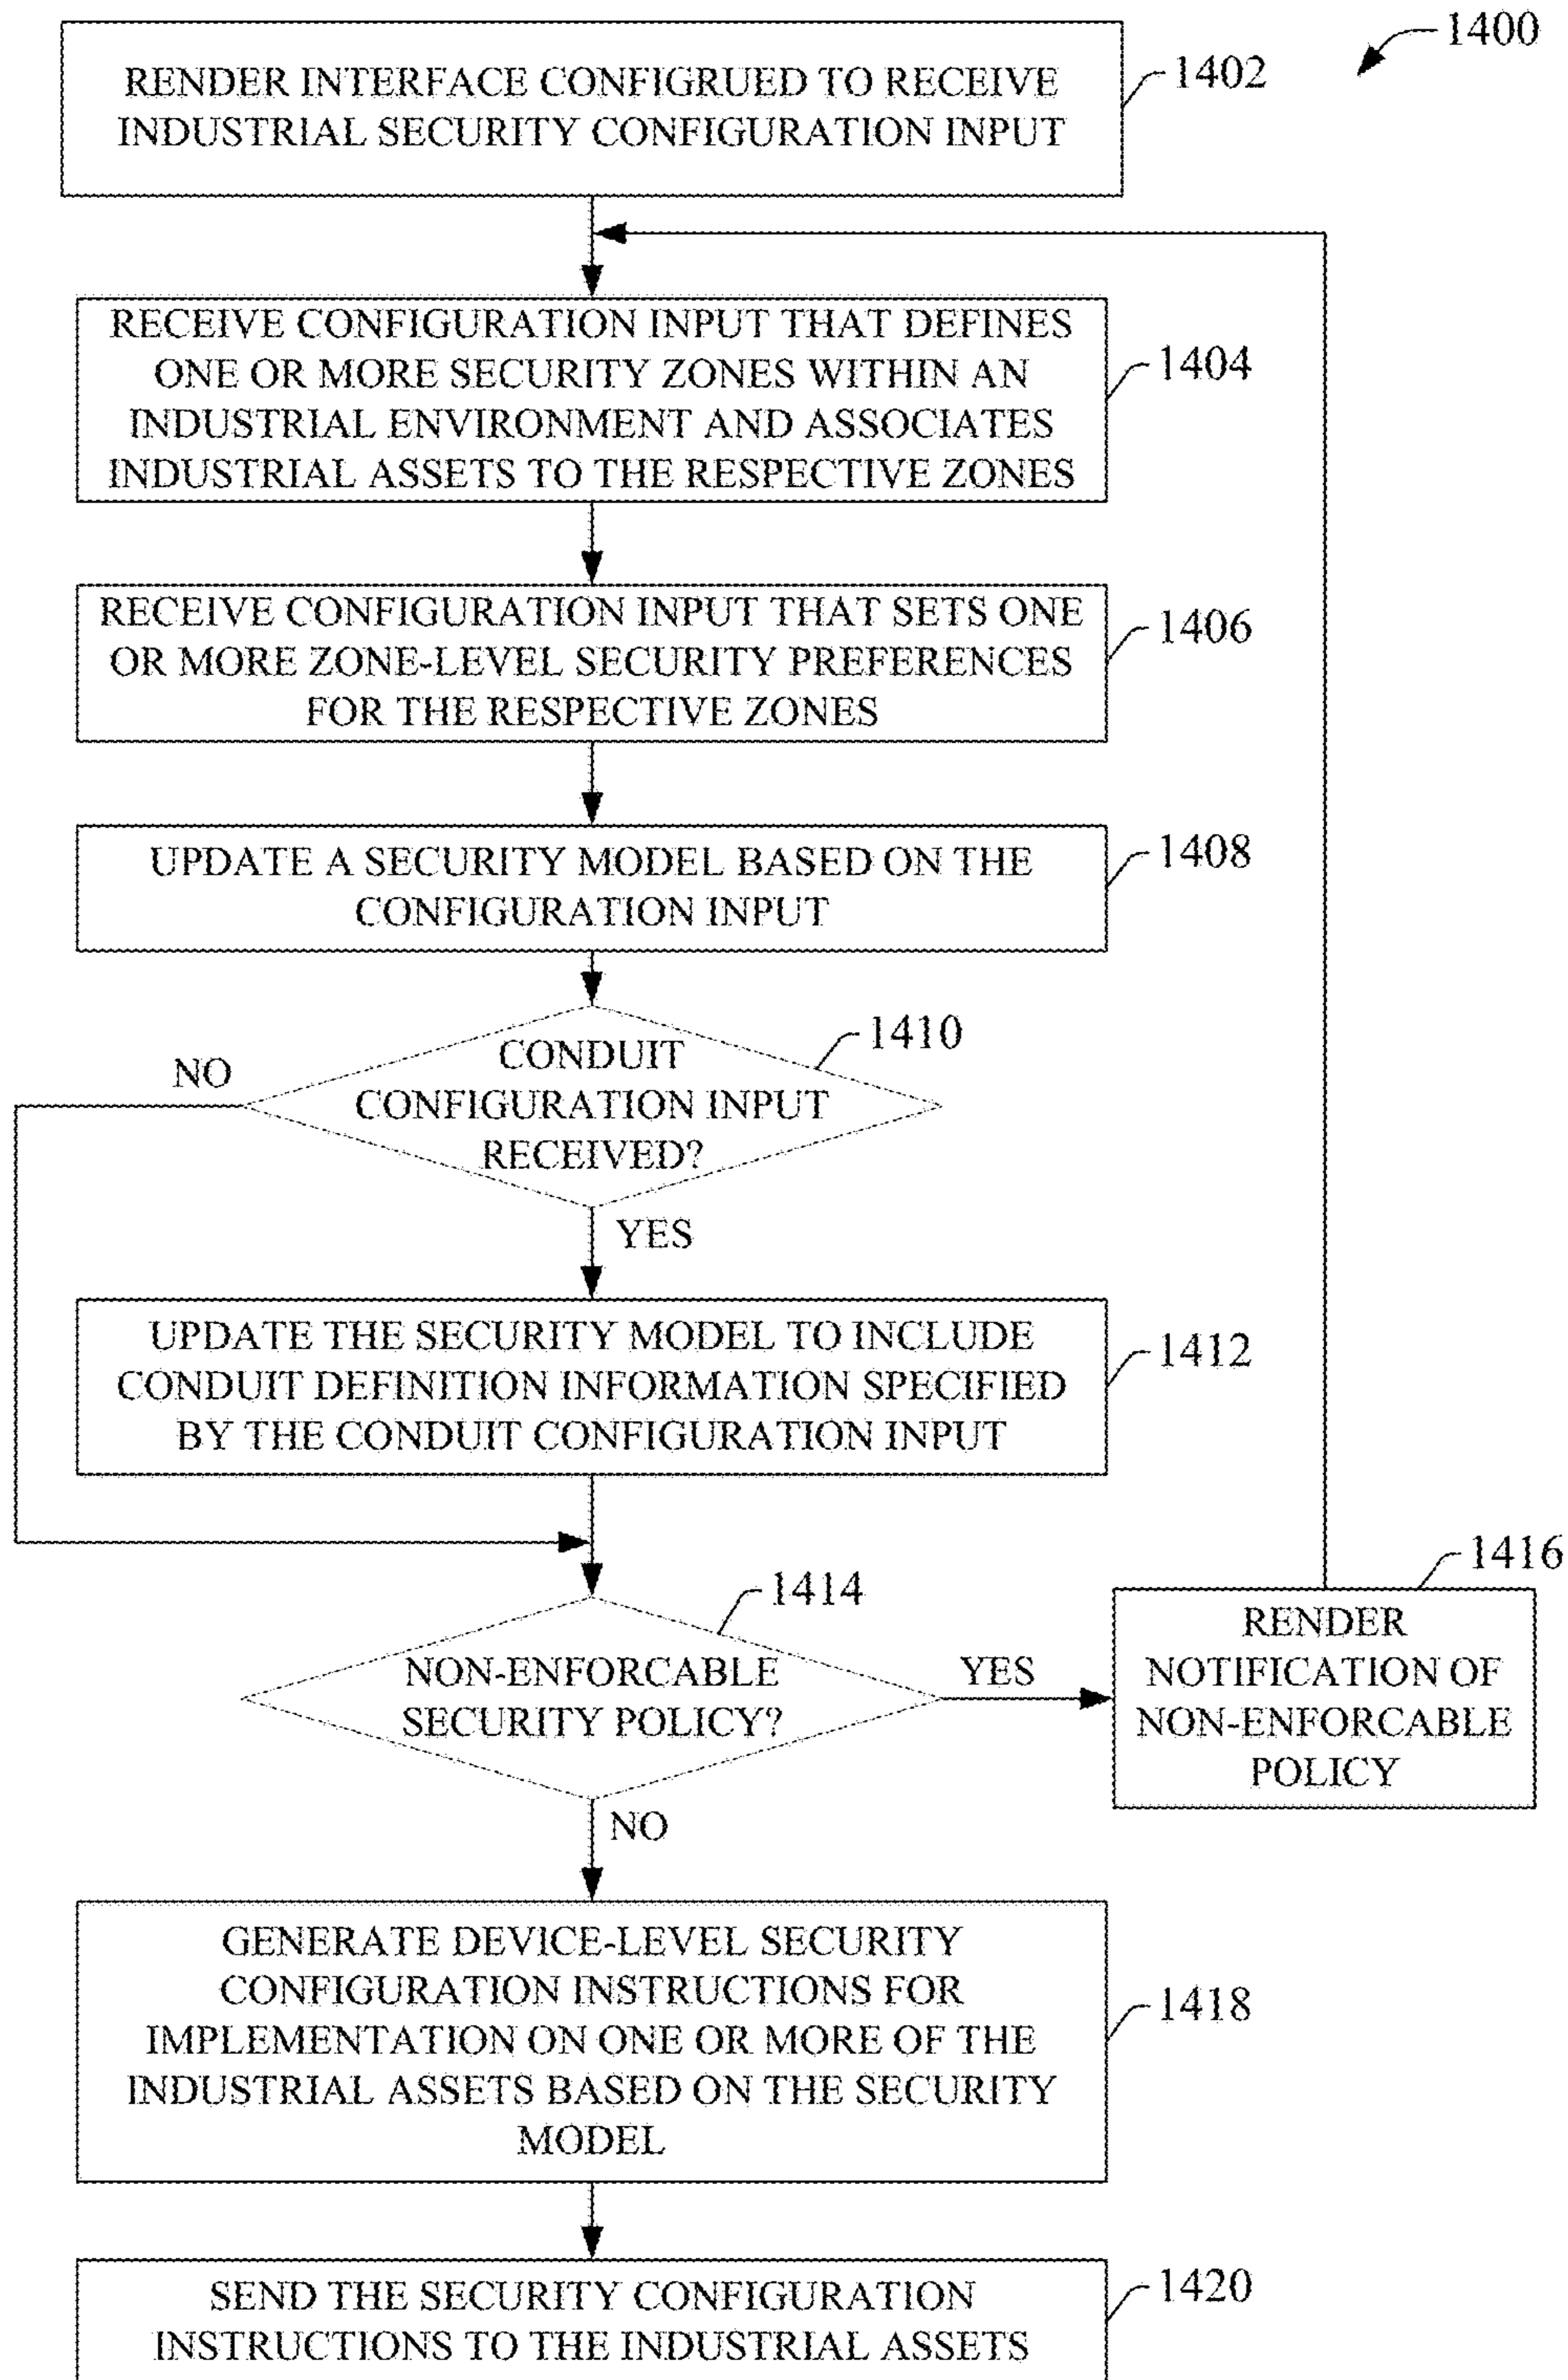 1400
RENDER INTERFACE CONFIGRUED TO RECEIVE
INDUSTRIAL SECURITY CONFIGURATION INPUT
1402
RECEIVE CONFIGURATION INPUT THAT DEFINES
ONE OR MORE SECURITY ZONES WITHIN AN
INDUSTRIAL ENVIRONMENT AND ASSOCIATES
INDUSTRIAL ASSETS TO THE RESPECTIVE ZONES
1404
RECEIVE CONFIGURATION INPUT THAT SETS ONE
OR MORE ZONE-LEVEL SECURITY PREFERENCES
FOR THE RESPECTIVE ZONES
1406
UPDATE A SECURITY MODEL BASED ON THE
CONFIGURATION INPUT
1408
CONDUIT
CONFIGURATION INPUT
RECEIVED?
1410
NO
YES
UPDATE THE SECURITY MODEL TO INCLUDE
CONDUIT DEFINITION INFORMATION SPECIFIED
BY THE CONDUIT CONFIGURATION INPUT
1412
NON-ENFORCABLE
SECURITY POLICY?
1414
YES
RENDER
NOTIFICATION OF
NON-ENFORCABLE
POLICY
1416
NO
GENERATE DEVICE-LEVEL SECURITY
CONFIGURATION INSTRUCTIONS FOR
IMPLEMENTATION ON ONE OR MORE OF THE
INDUSTRIAL ASSETS BASED ON THE SECURITY
MODEL
1418
SEND THE SECURITY CONFIGURATION
INSTRUCTIONS TO THE INDUSTRIAL ASSETS
1420